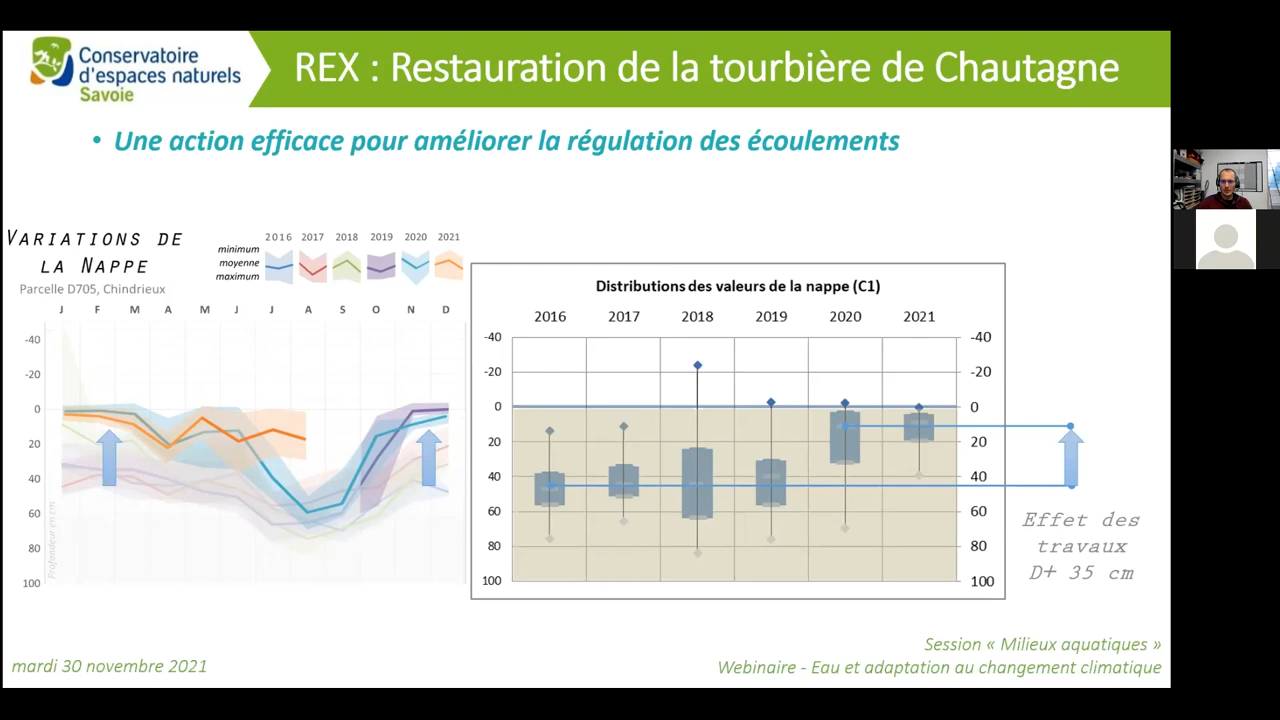 Conservatoire
d'espaces naturels
Savoie
REX : Restauration de la tourbière de Chautagne
• Une action efficace pour améliorer la régulation des écoulements
VARIATIONS DE
LA NAPPE
Parcelle D705, Chindrieux
2016 2017 2018 2019 2020 2021
minimum
moyenne
maximum
J F M A M J J A S O N D
-40
-20
0
20
40
60
80
100
Profondeur en cm
Distributions des valeurs de la nappe (C1)
2016 2017 2018 2019 2020 2021
-40 -40
-20 -20
0 0
20 20
40 40
60 60
80 80
100 100
Effet des
travaux
D+ 35 cm
Session « Milieux aquatiques »
mardi 30 novembre 2021
Webinaire - Eau et adaptation au changement climatique